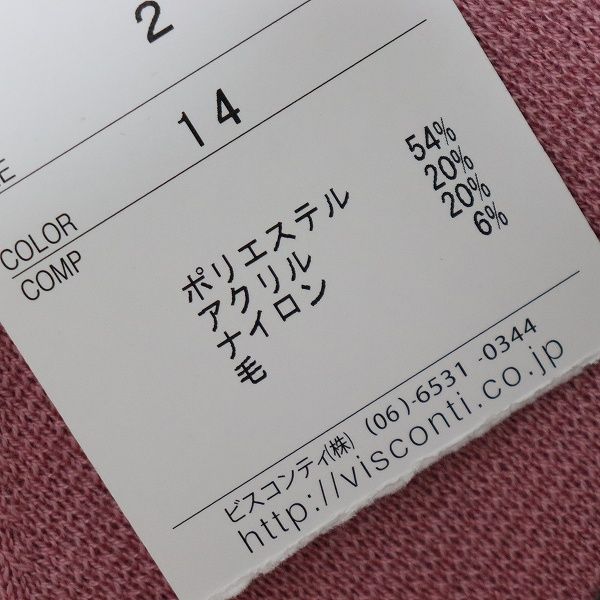 2
E
14
COLOR
COMP
ポリエステル 54%
アクリル 20%
ナイロン 20%
毛 6%
ビスコンティ(株) (06)-6531-0344
http://visconti.co.jp